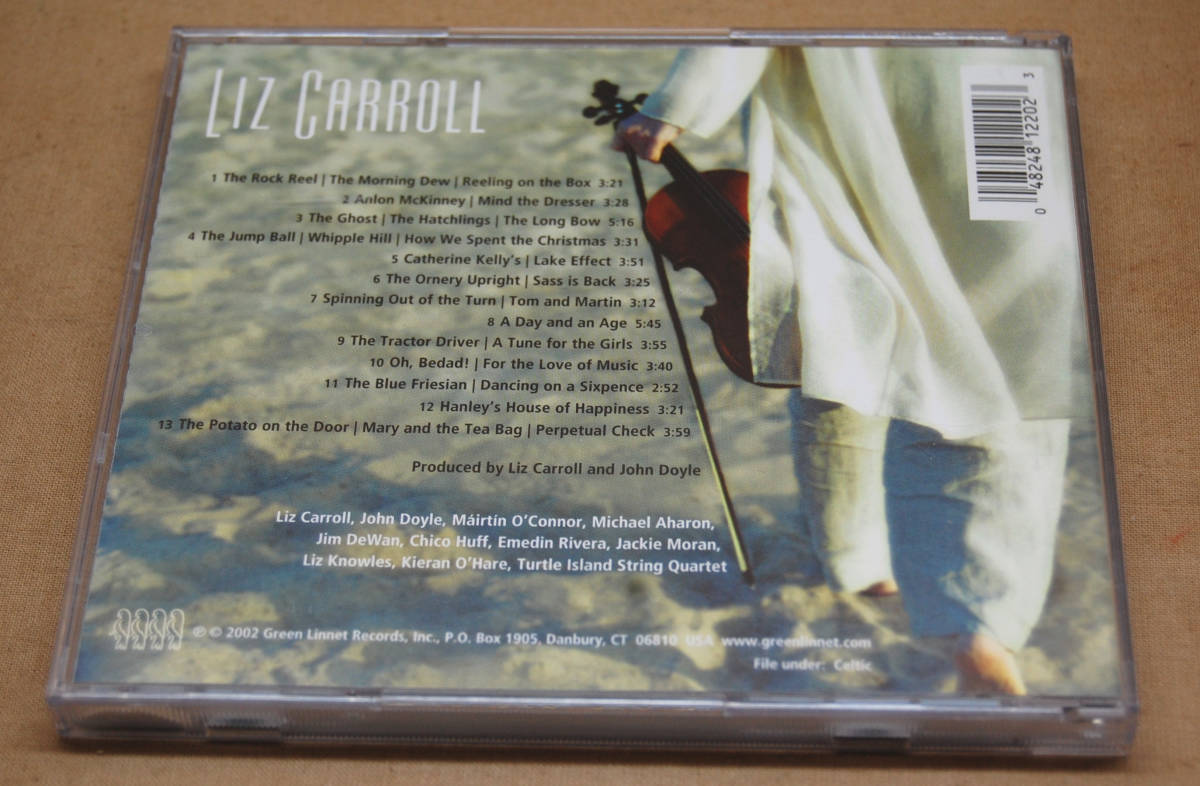 LIZ CARROLL
1 The Rock Reel | The Morning Dew | Reeling on the Box 3:21
2 Anlon McKinney | Mind the Dresser 3:28
3 The Ghost | The Hatchlings | The Long Bow 5:16
4 The Jump Ball | Whipple Hill | How We Spent the Christmas 3:31
5 Catherine Kelly's | Lake Effect 3:51
6 The Ornery Upright | Sass is Back 3:25
7 Spinning Out of the Turn | Tom and Martin 3:12
8 A Day and an Age 5:45
9 The Tractor Driver | A Tune for the Girls 3:55
10 Oh, Bedad! | For the Love of Music 3:40
11 The Blue Friesian | Dancing on a Sixpence 2:52
12 Hanley's House of Happiness 3:21
13 The Potato on the Door | Mary and the Tea Bag | Perpetual Check 3:59
Produced by Liz Carroll and John Doyle
Liz Carroll, John Doyle, Máirtín O'Connor, Michael Aharon,
Jim DeWan, Chico Huff, Emedin Rivera, Jackie Moran,
Liz Knowles, Kieran O'Hare, Turtle Island String Quartet
℗ © 2002 Green Linnet Records, Inc., P.O. Box 1905, Danbury, CT 06810 USA www.greenlinnet.com
File under: Celtic
0 48248 12202 3